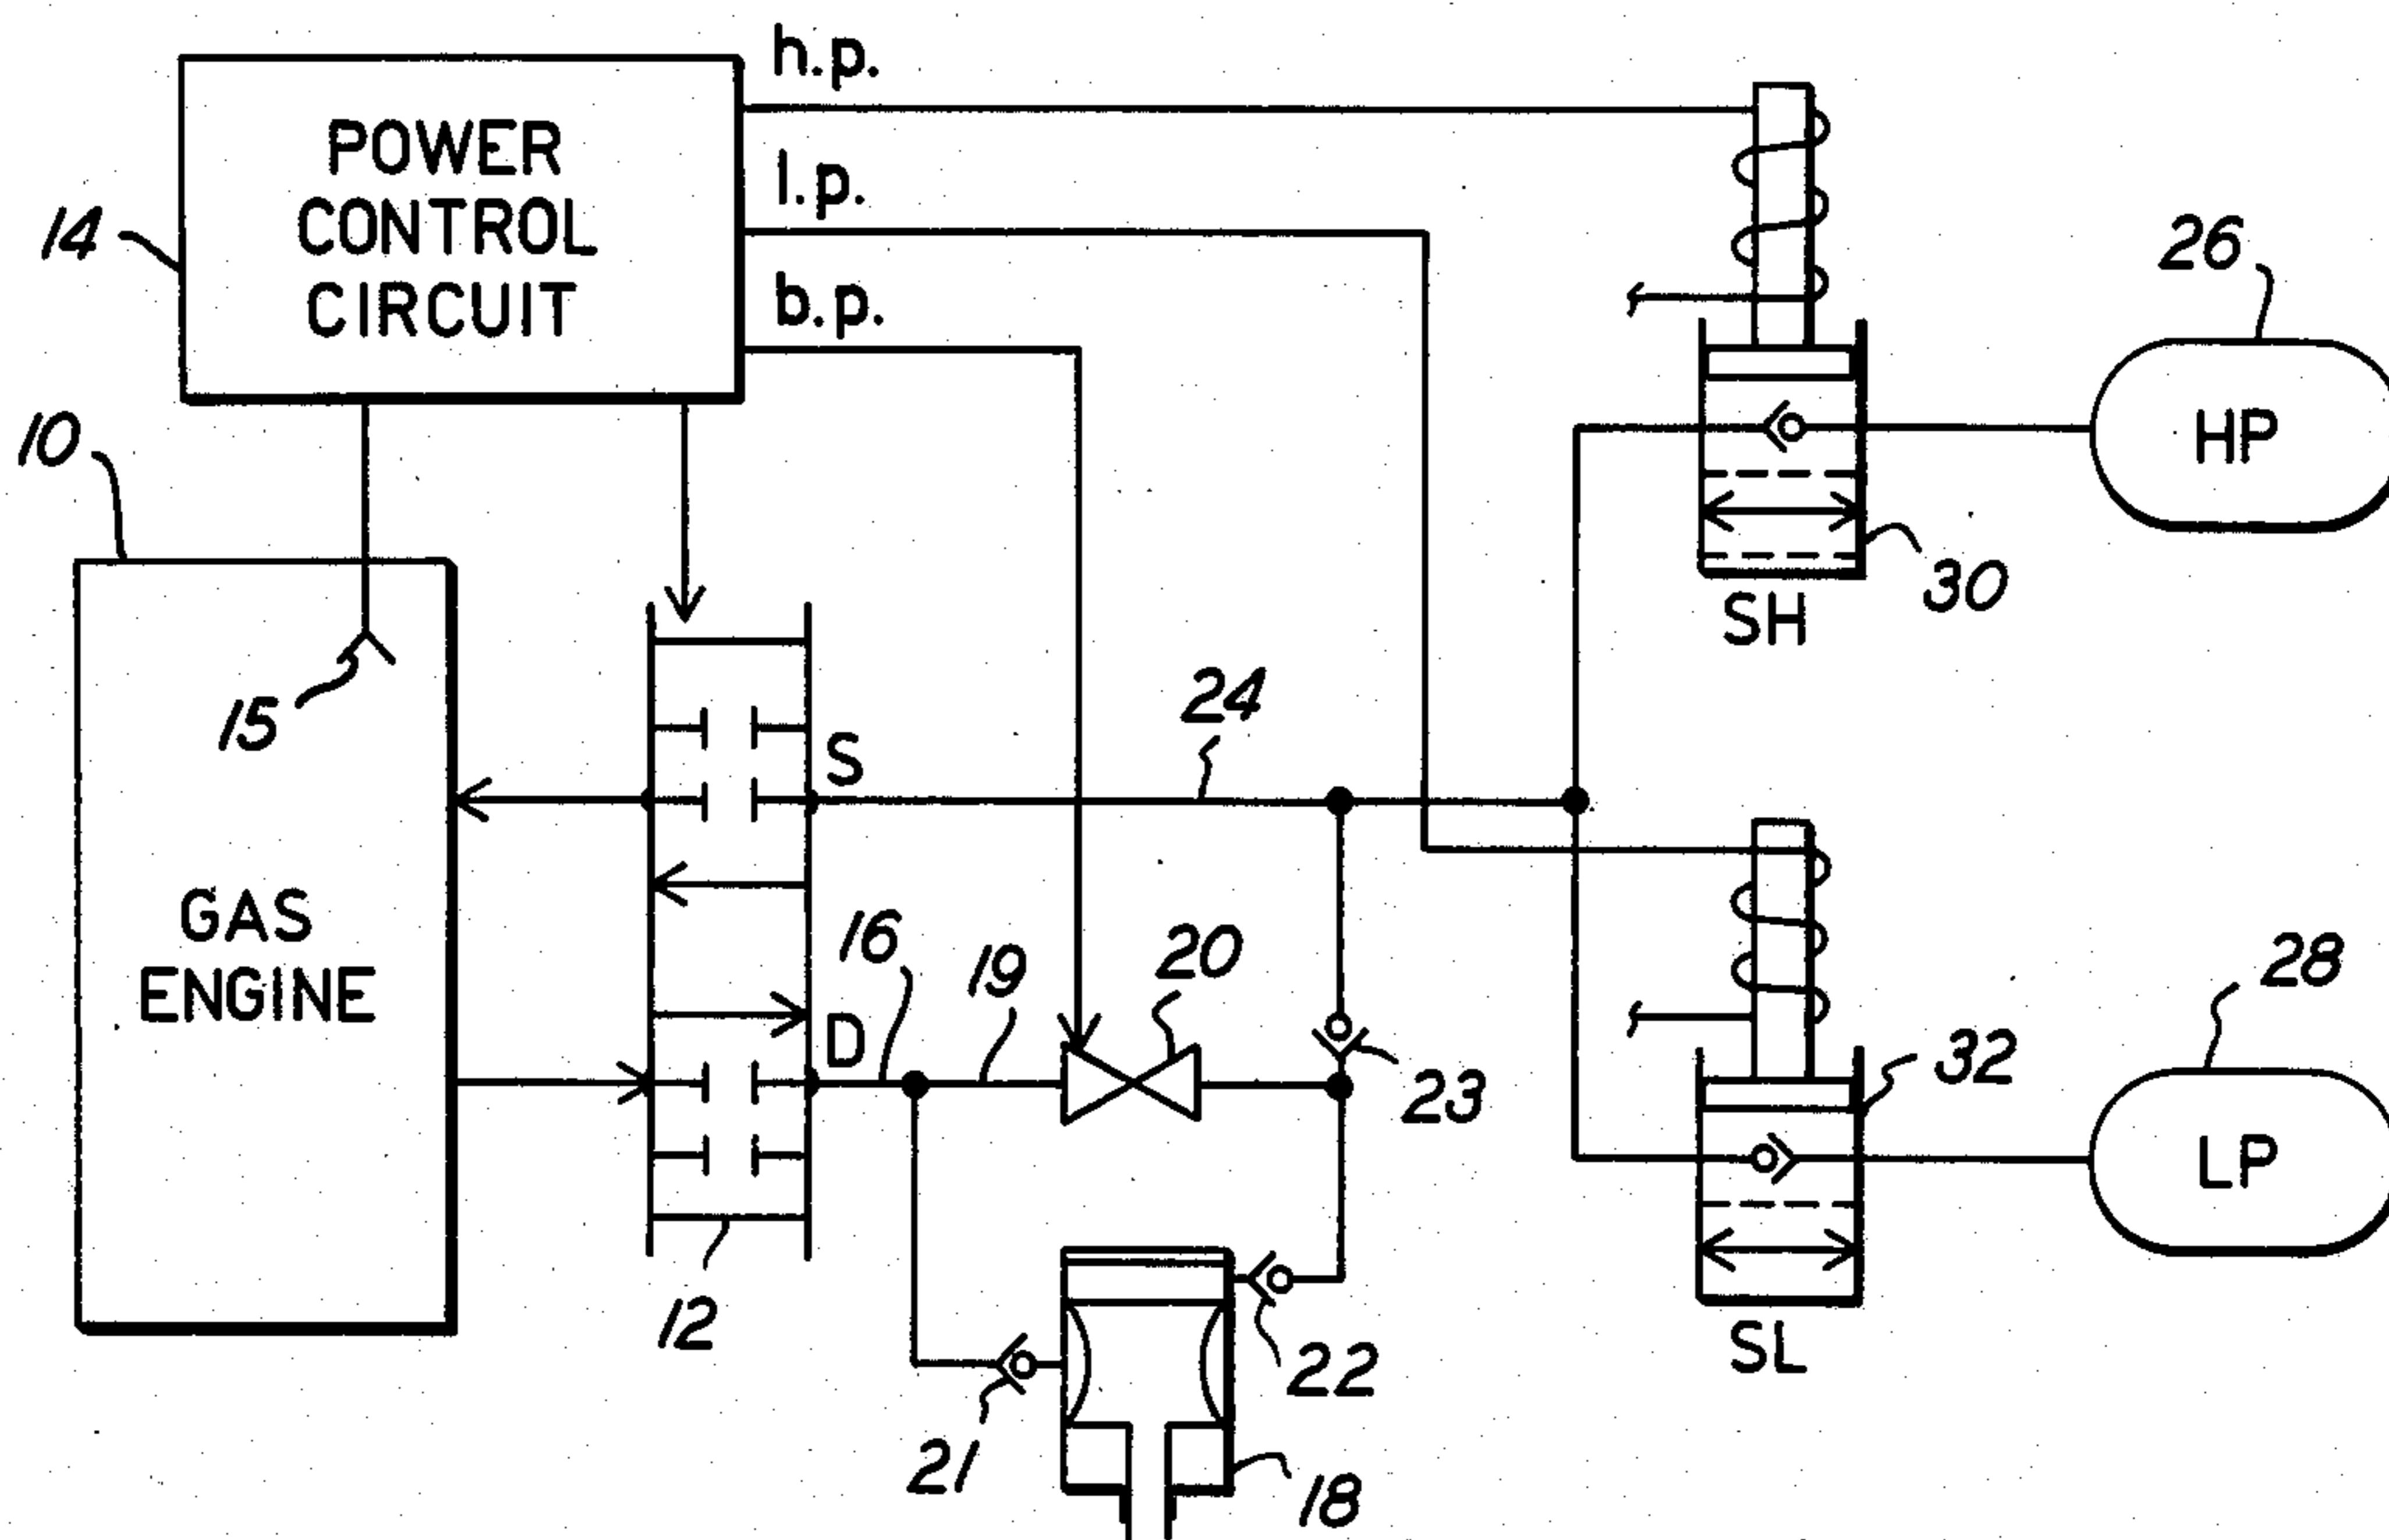 h.p.
POWER
CONTROL
CIRCUIT
l.p.
b.p.
14
26
HP
10
30
SH
15
24
S
GAS
ENGINE
16
19
20
D
23
32
28
LP
12
22
SL
21
18